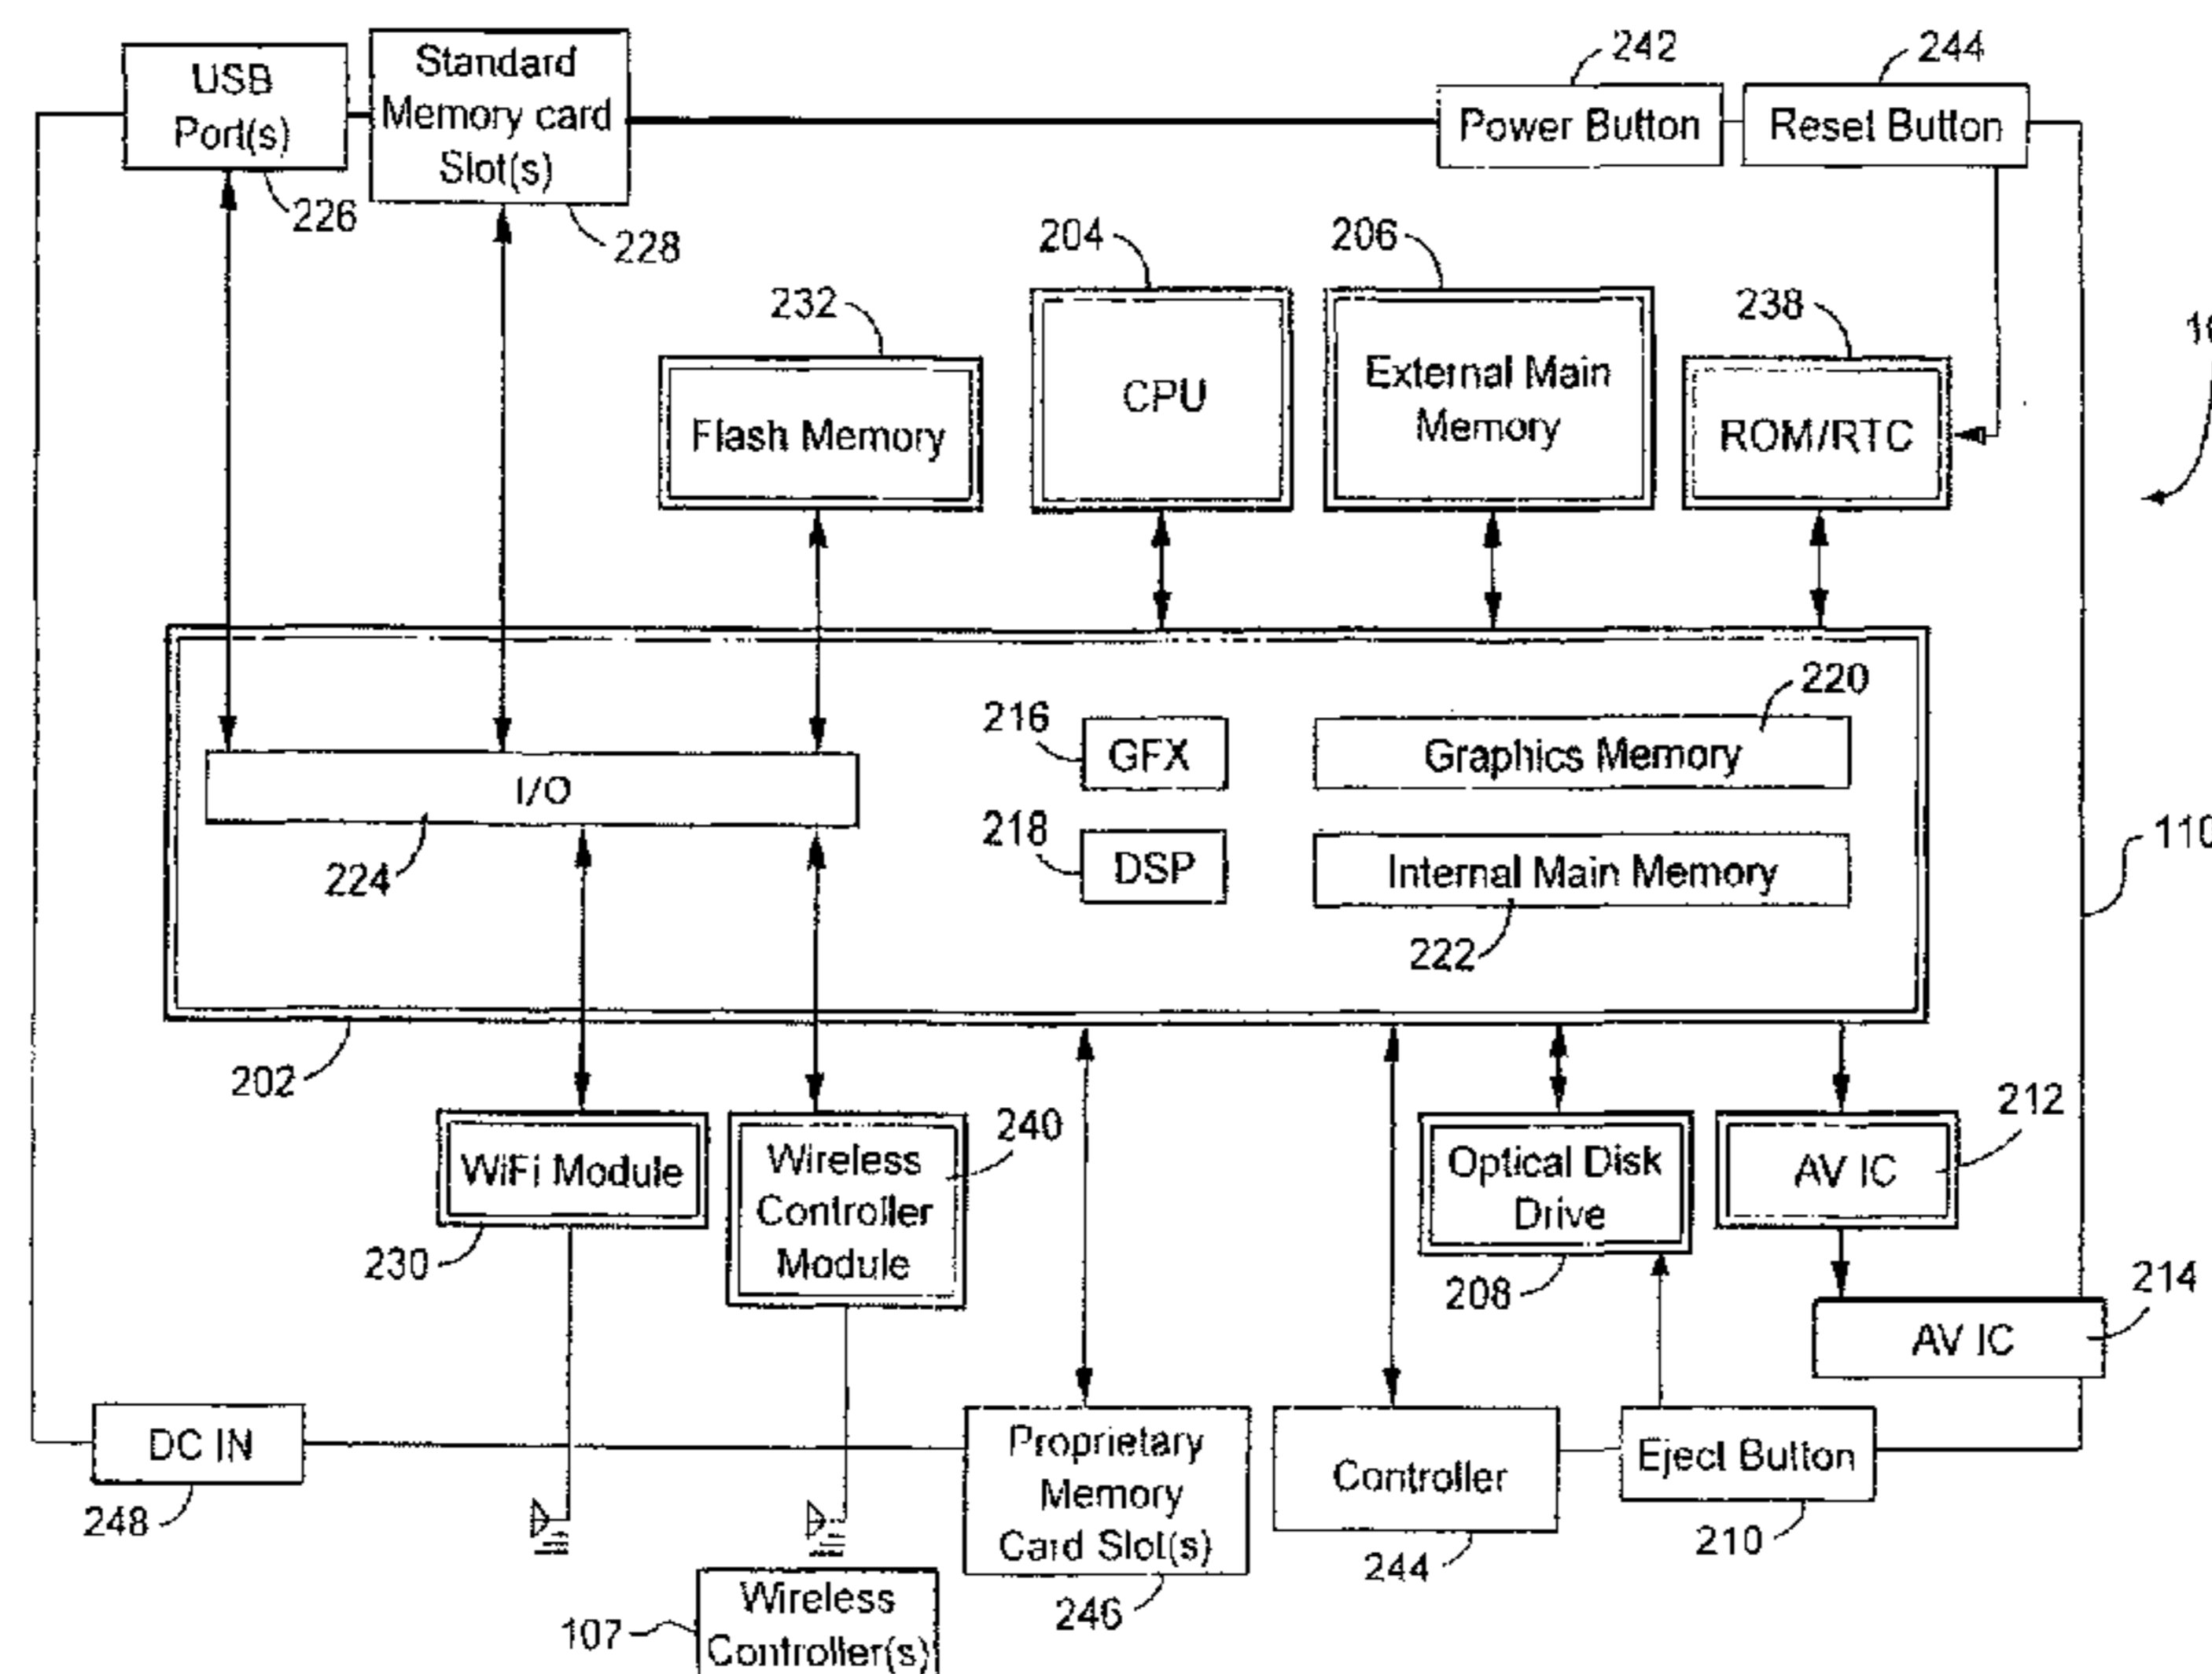 USB
Port(s)
226
Standard
Memory card
Slot(s)
228
242
Power Button
244
Reset Button
232
Flash Memory
204
CPU
206
External Main
Memory
238
ROM/RTC
10
I/O
224
216
GFX
218
DSP
220
Graphics Memory
Internal Main Memory
222
110
202
WiFi Module
230
Wireless
Controller
Module
240
Optical Disk
Drive
208
AV IC
212
AV IC
214
DC IN
248
Proprietary
Memory
Card Slot(s)
246
Controller
244
Eject Button
210
Wireless
Controller(s)
107